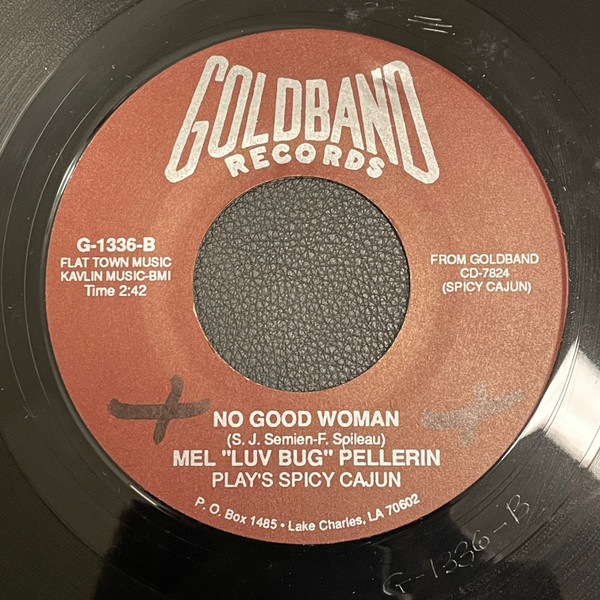 GOLDBAND
RECORDS
G-1336-B
FLAT TOWN MUSIC
KAVLIN MUSIC-BMI
Time 2:42
FROM GOLDBAND
CD-7824
(SPICY CAJUN)
NO GOOD WOMAN
(S. J. Semien-F. Spileau)
MEL "LUV BUG" PELLERIN
PLAY'S SPICY CAJUN
P. O. Box 1485 • Lake Charles, LA 70602
G-1336-B